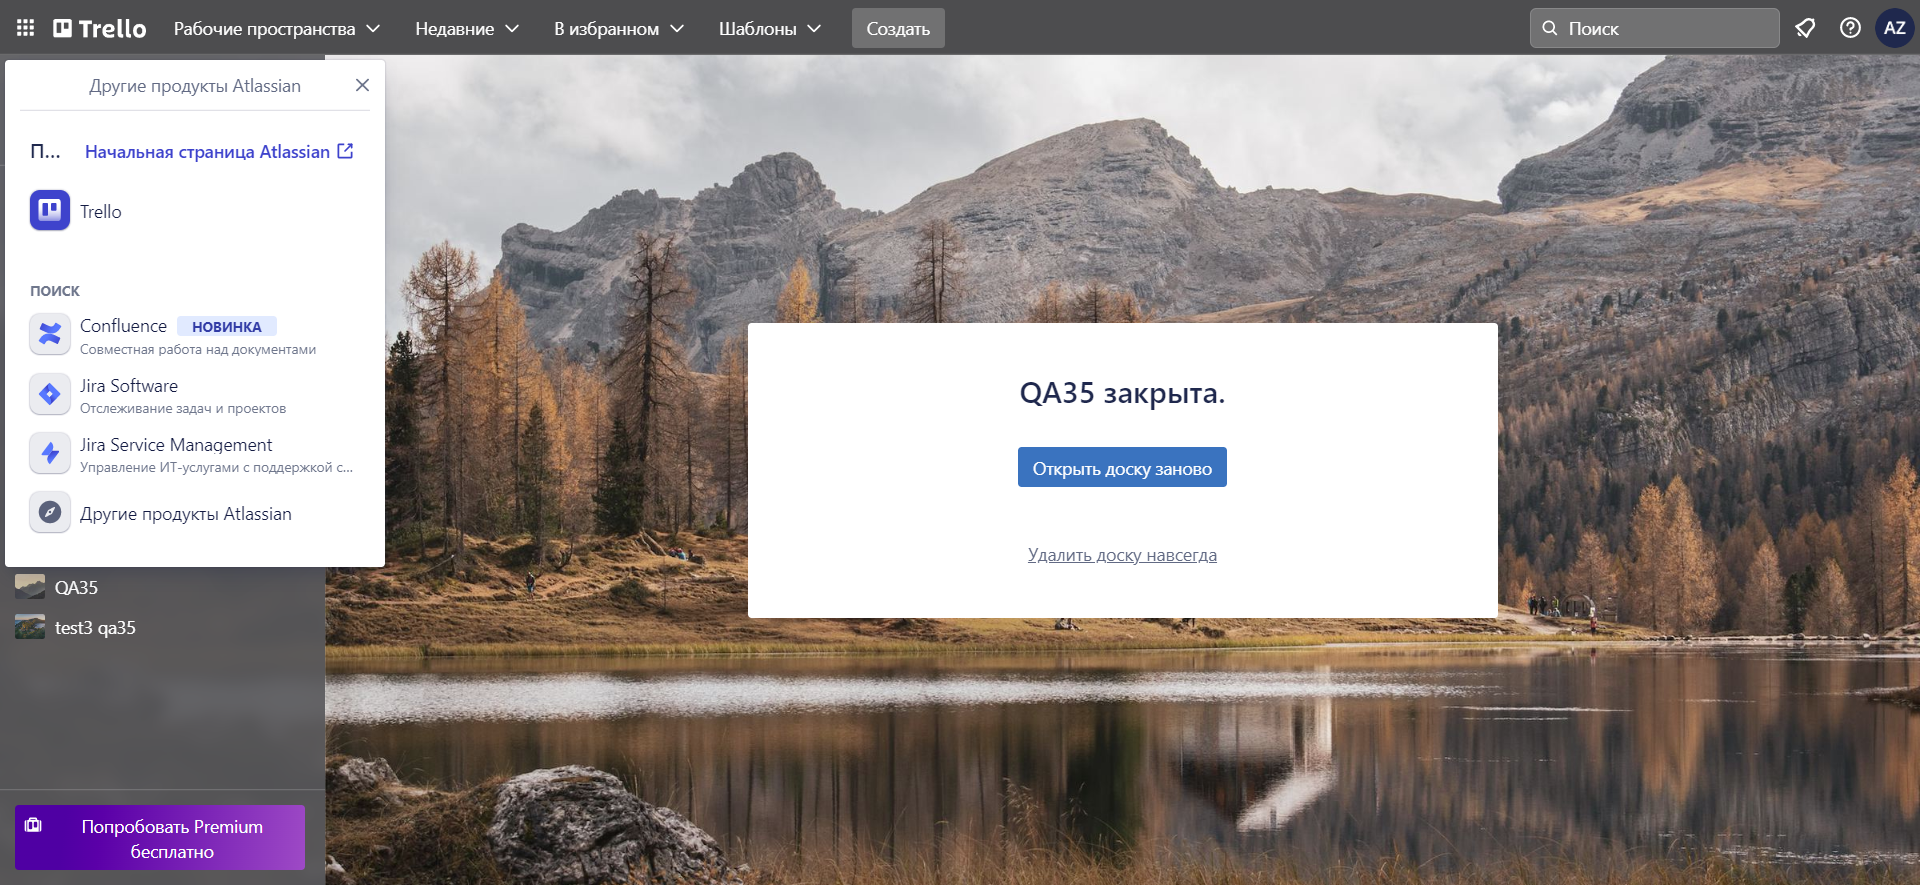 Trello
Рабочие пространства
Недавние
В избранном
Шаблоны
Создать
Поиск
AZ
Другие продукты Atlassian
П...
Начальная страница Atlassian
Trello
ПОИСК
Confluence НОВИНКА
Совместная работа над документами
Jira Software
Отслеживание задач и проектов
Jira Service Management
Управление ИТ-услугами с поддержкой с...
Другие продукты Atlassian
QA35
test3 qa35
Попробовать Premium
бесплатно
QA35 закрыта.
Открыть доску заново
Удалить доску навсегда